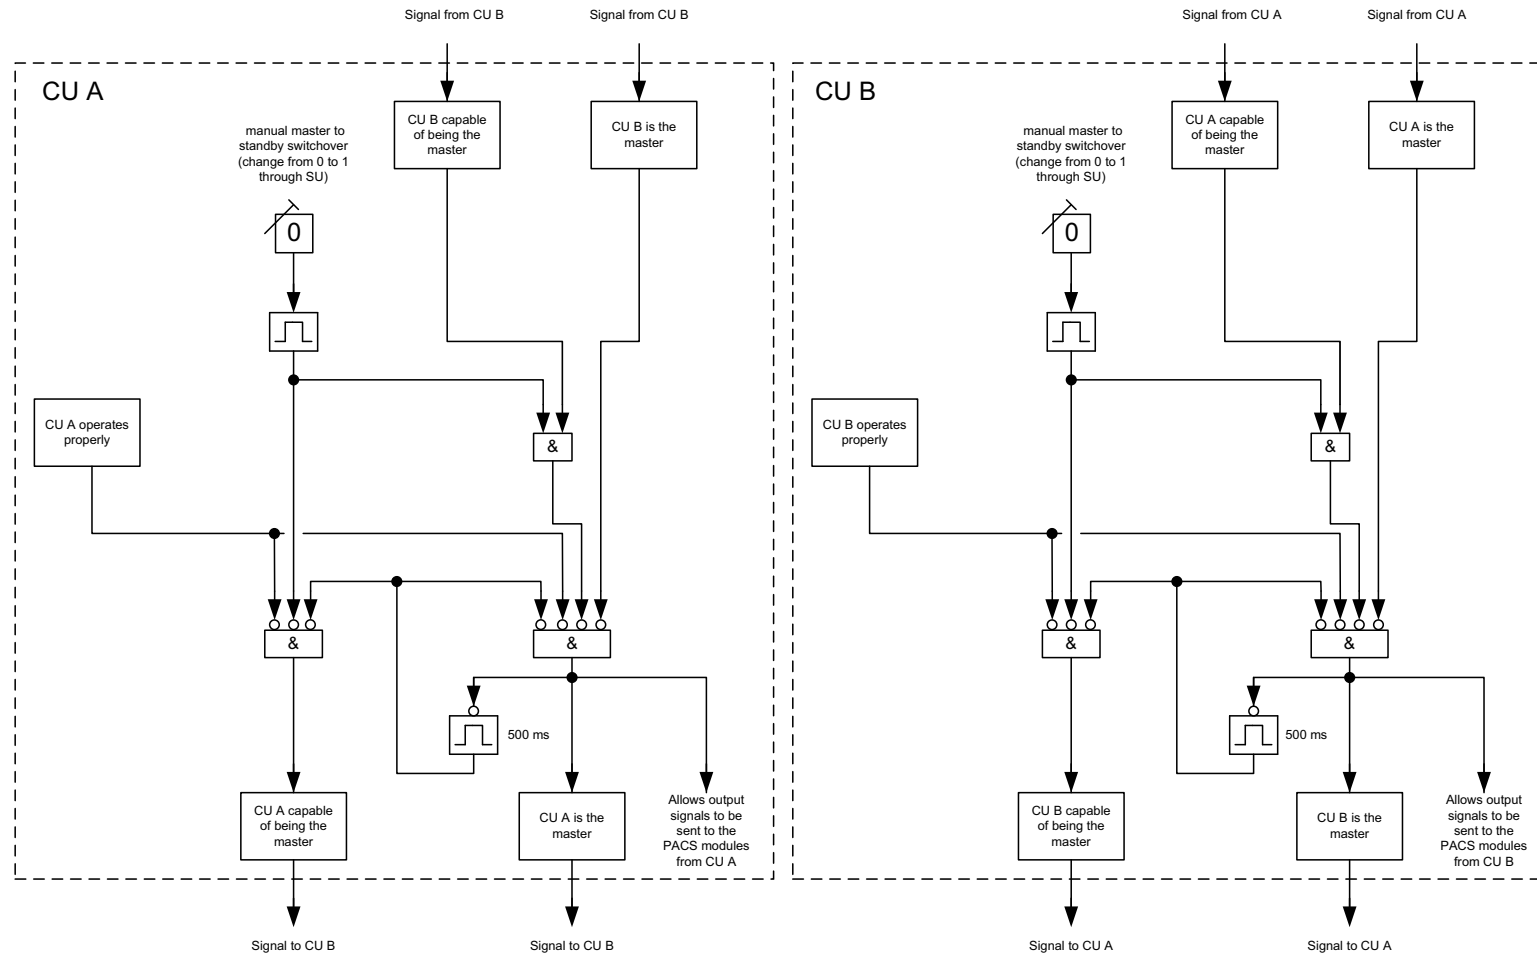 Signal from CU B
Signal from CU B
Signal from CU A
Signal from CU A
CU A
manual master to
standby switchover
(change from 0 to 1
through SU)
0
CU B capable
of being the
master
CU B is the
master
CU A operates
properly
&
&
&
500 ms
CU A capable
of being the
master
CU A is the
master
Allows output
signals to be
sent to the
PACS modules
from CU A
Signal to CU B
Signal to CU B
CU B
manual master to
standby switchover
(change from 0 to 1
through SU)
0
CU A capable
of being the
master
CU A is the
master
CU B operates
properly
&
&
&
500 ms
CU B capable
of being the
master
CU B is the
master
Allows output
signals to be
sent to the
PACS modules
from CU B
Signal to CU A
Signal to CU A